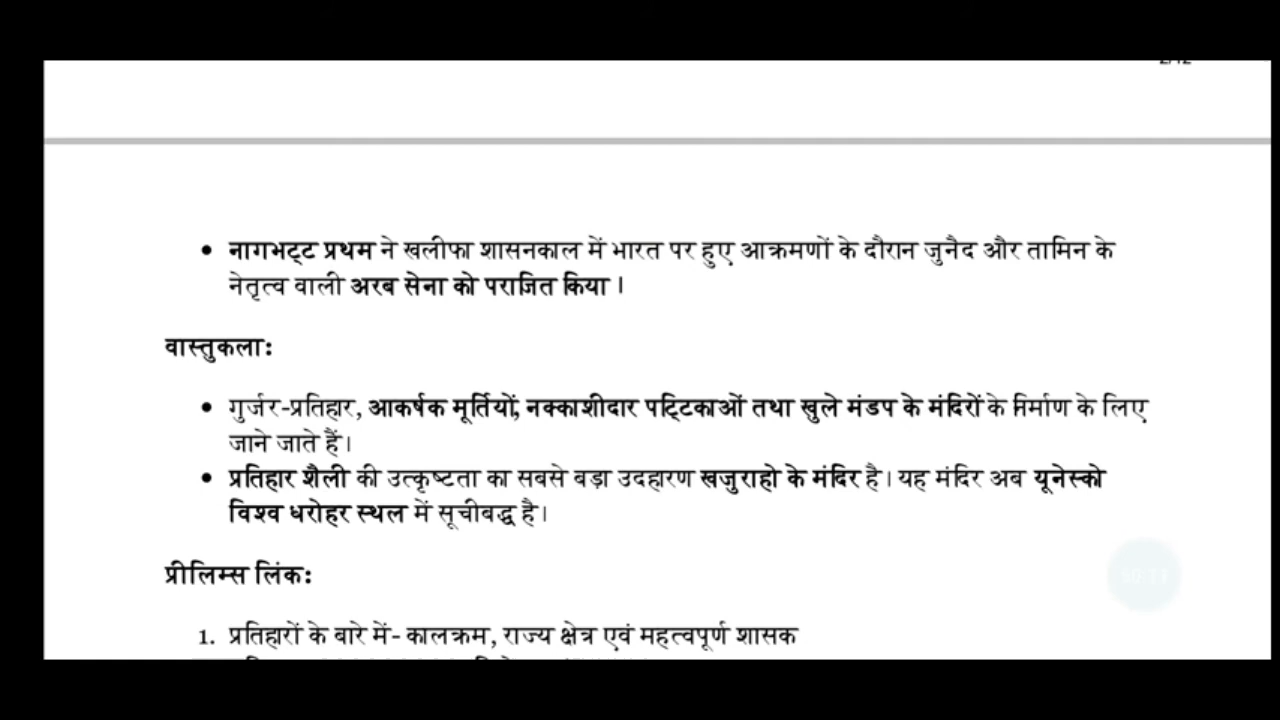 • नागभट्ट प्रथम ने खलीफा शासनकाल में भारत पर हुए आक्रमणों के दौरान जुनैद और तामिन के
नेतृत्व वाली अरब सेना को पराजित किया ।
वास्तुकला:
• गुर्जर-प्रतिहार, आकर्षक मूर्तियों, नक्काशीदार पट्टिकाओं तथा खुले मंडप के मंदिरों के निर्माण के लिए
जाने जाते हैं।
• प्रतिहार शैली की उत्कृष्टता का सबसे बड़ा उदहारण खजुराहो के मंदिर है। यह मंदिर अब यूनेस्को
विश्व धरोहर स्थल में सूचीबद्ध है।
प्रीलिम्स लिंक:
1. प्रतिहारों के बारे में- कालक्रम, राज्य क्षेत्र एवं महत्वपूर्ण शासक